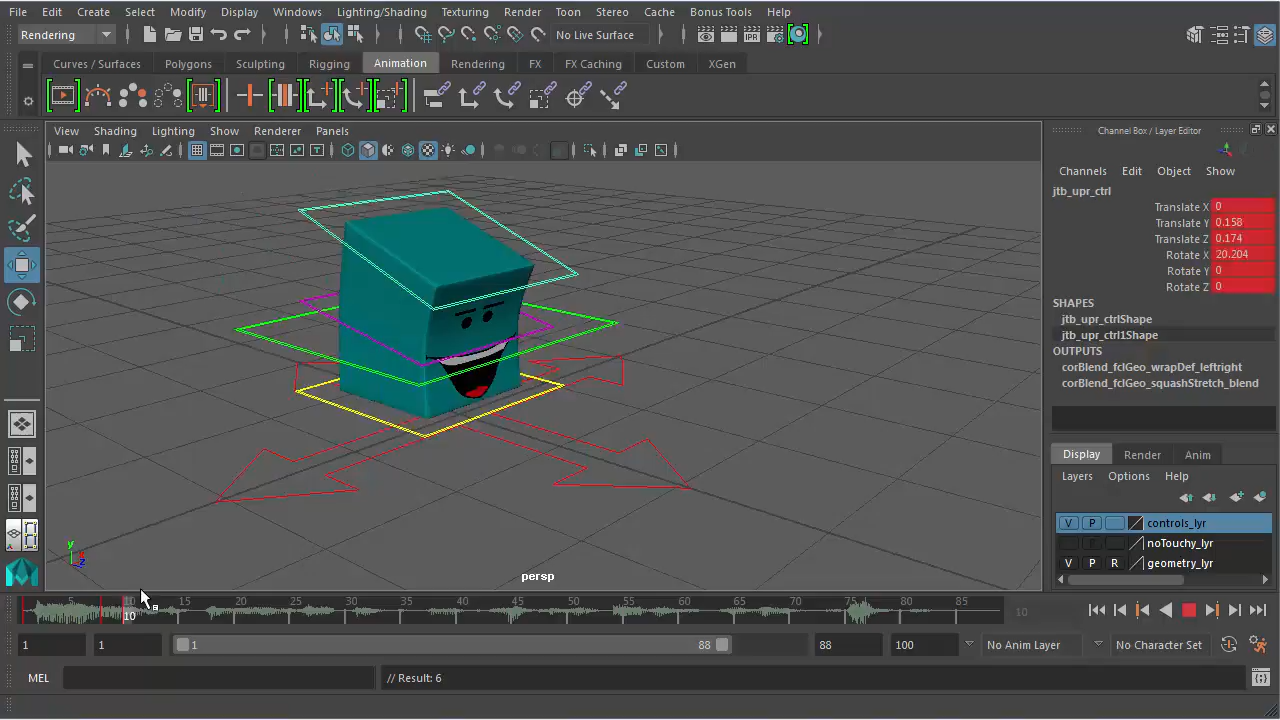 File Edit Create Select Modify Display Windows Lighting/Shading Texturing Render Toon Stereo Cache Bonus Tools Help
Rendering No Live Surface
Curves / Surfaces Polygons Sculpting Rigging Animation Rendering FX FX Caching Custom XGen
View Shading Lighting Show Renderer Panels
Channel Box / Layer Editor
Channels Edit Object Show
jtb_upr_ctrl
Translate X 0
Translate Y 0.158
Translate Z 0.174
Rotate X 20.204
Rotate Y 0
Rotate Z 0
SHAPES
jtb_upr_ctrlShape
jtb_upr_ctrl1Shape
OUTPUTS
corBlend_fclGeo_wrapDef_leftright
corBlend_fclGeo_squashStretch_blend
Display Render Anim
Layers Options Help
V P controls_lyr
noTouchy_lyr
V P R geometry_lyr
y
z
persp
5 10 15 20 25 30 35 40 45 50 55 60 65 70 75 80 85
10 10
1 1 1 88 88 100 No Anim Layer No Character Set
MEL // Result: 6